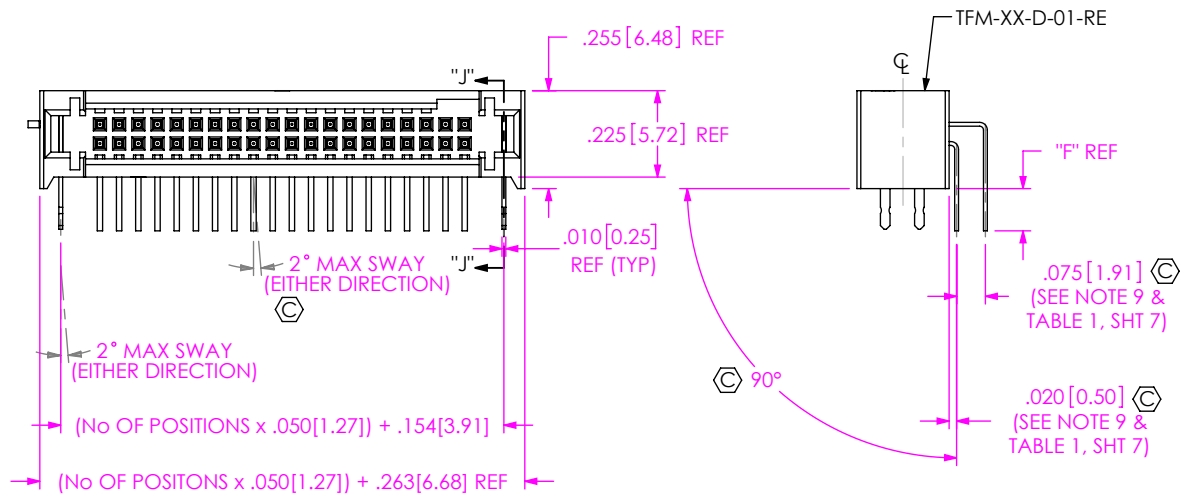 TFM-XX-D-01-RE
.255[6.48] REF
"J"
℄
.225[5.72] REF
"F" REF
.010[0.25]
REF (TYP)
2° MAX SWAY
(EITHER DIRECTION)
C
"J"
.075[1.91] C
(SEE NOTE 9 &
TABLE 1, SHT 7)
2° MAX SWAY
(EITHER DIRECTION)
C 90°
.020[0.50] C
(SEE NOTE 9 &
TABLE 1, SHT 7)
(No OF POSITIONS x .050[1.27]) + .154[3.91]
(No OF POSITONS x .050[1.27]) + .263[6.68] REF